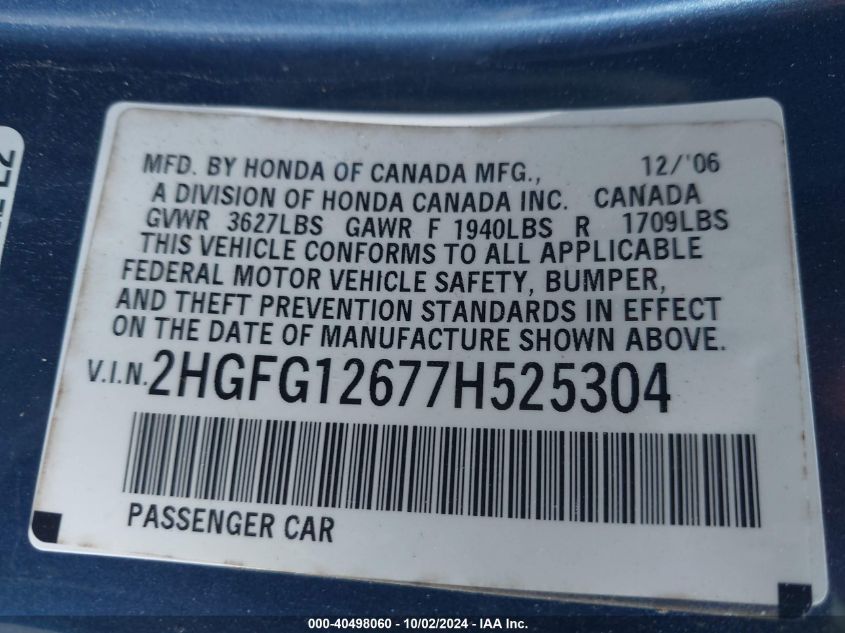 MFD. BY HONDA OF CANADA MFG., 12/'06
A DIVISION OF HONDA CANADA INC. CANADA
GVWR 3627LBS GAWR F 1940LBS R 1709LBS
THIS VEHICLE CONFORMS TO ALL APPLICABLE
FEDERAL MOTOR VEHICLE SAFETY, BUMPER,
AND THEFT PREVENTION STANDARDS IN EFFECT
ON THE DATE OF MANUFACTURE SHOWN ABOVE.
V.I.N. 2HGFG12677H525304
PASSENGER CAR
000-40498060 - 10/02/2024 - IAA Inc.